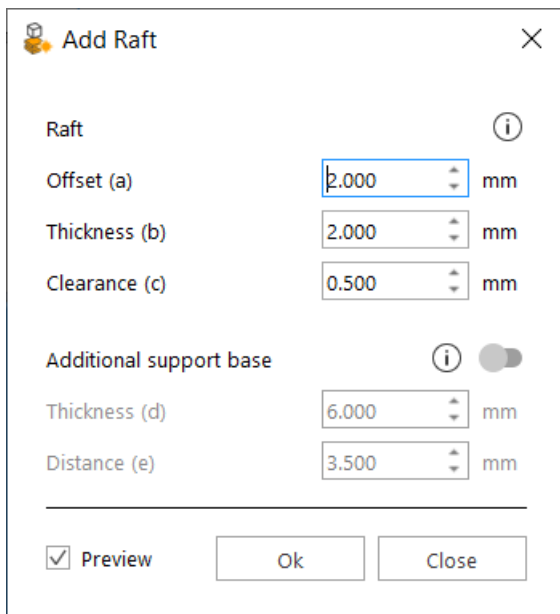 Add Raft
Raft
Offset (a) 2.000 mm
Thickness (b) 2.000 mm
Clearance (c) 0.500 mm
Additional support base
Thickness (d) 6.000 mm
Distance (e) 3.500 mm
Preview Ok Close